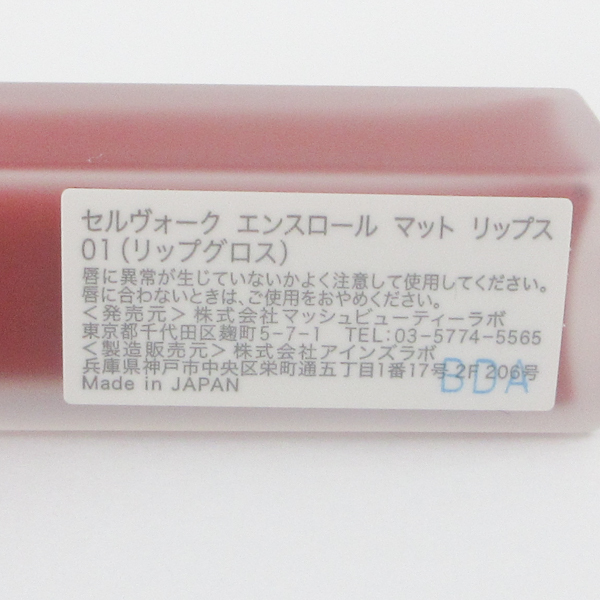 セルヴォーク エンスロール マット リップス
01(リップグロス)
唇に異常が生じていないかよく注意して使用してください。
唇に合わないときは、ご使用をおやめください。
<発売元> 株式会社マッシュビューティーラボ
東京都千代田区麹町5-7-1 TEL:03-5774-5565
<製造販売元> 株式会社アインズラボ
兵庫県神戸市中央区栄町通五丁目1番17号 2F 206号
Made in JAPAN
BDA